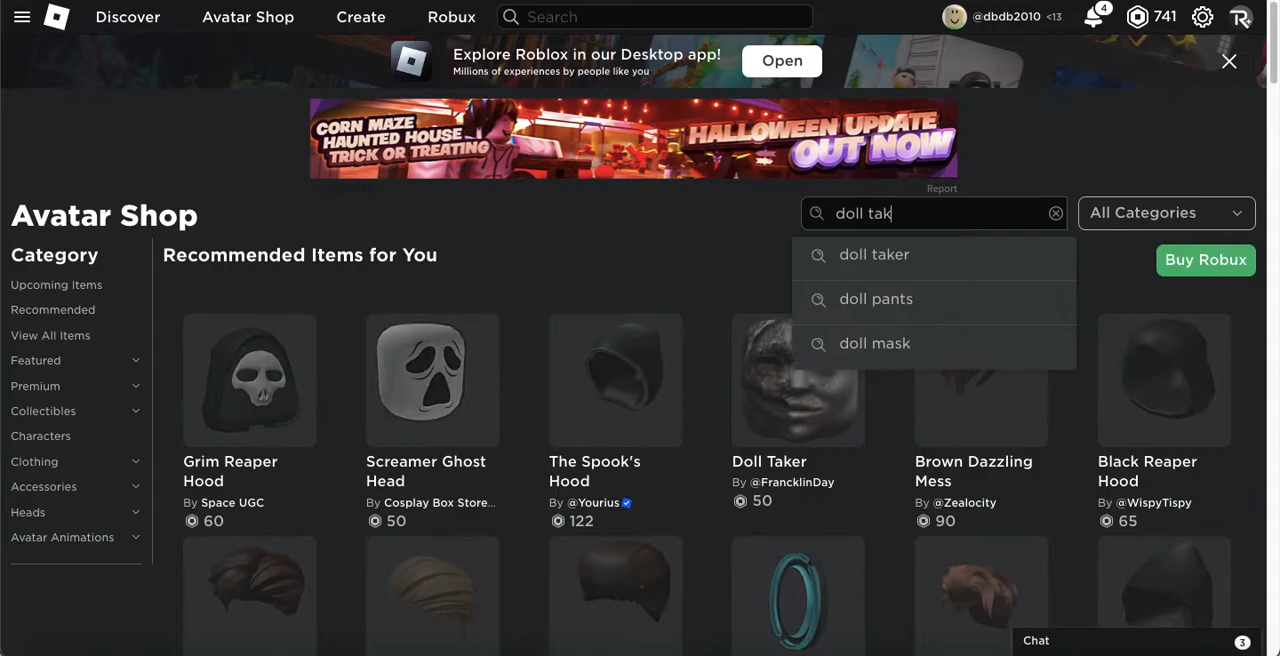 Discover
Avatar Shop
Create
Robux
Search
@dbdb2010 <13
4
741
Explore Roblox in our Desktop app!
Millions of experiences by people like you
Open
CORN MAZE
HAUNTED HOUSE
TRICK OR TREATING
HALLOWEEN UPDATE
OUT NOW
Report
Avatar Shop
doll tak
All Categories
Category
Recommended Items for You
Buy Robux
doll taker
doll pants
doll mask
Upcoming Items
Recommended
View All Items
Featured
Premium
Collectibles
Characters
Clothing
Accessories
Heads
Avatar Animations
Grim Reaper
Hood
By Space UGC
60
Screamer Ghost
Head
By Cosplay Box Store...
50
The Spook's
Hood
By @Yourius
122
Doll Taker
By @FrancklinDay
50
Brown Dazzling
Mess
By @Zealocity
90
Black Reaper
Hood
By @WispyTispy
65
Chat
3